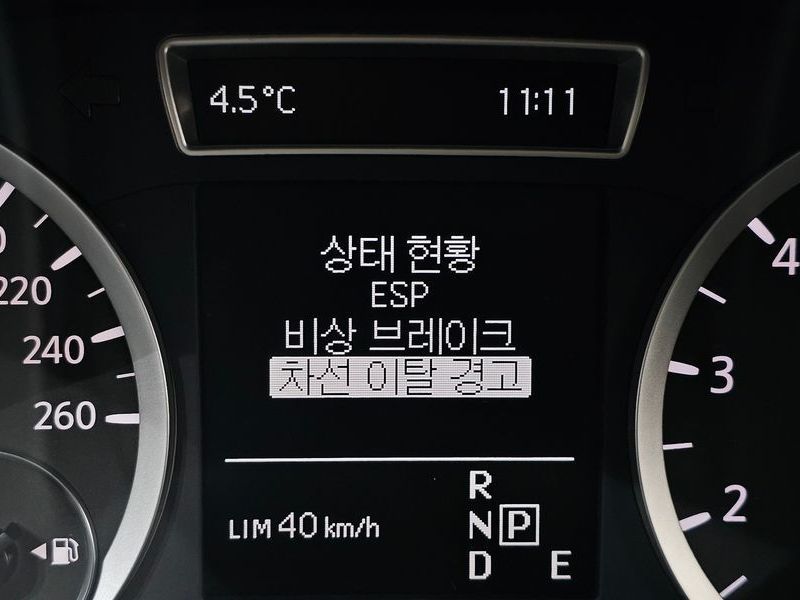 4.5°C 11:11
상태 현황
ESP
비상 브레이크
차선 이탈 경고
220
240
260
4
3
2
LIM 40 km/h
R
N P
D E